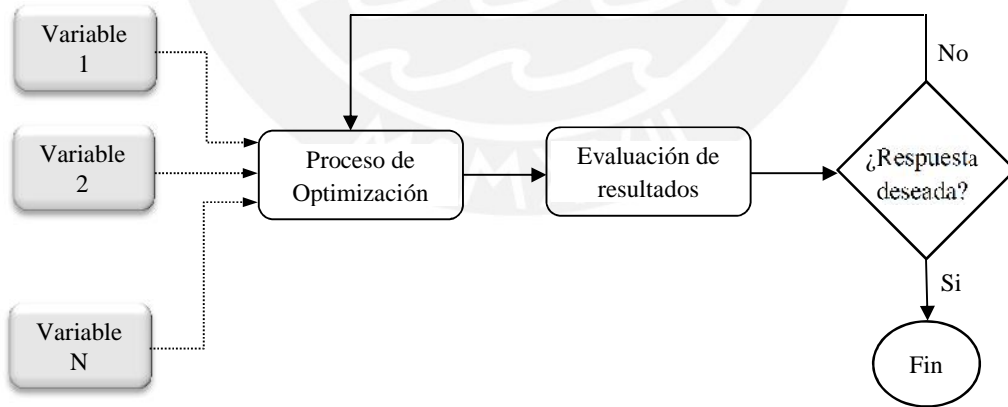 Variable
1
No
Variable
2
Proceso de
Optimización
Evaluación de
resultados
¿Respuesta
deseada?
Si
Variable
N
Fin